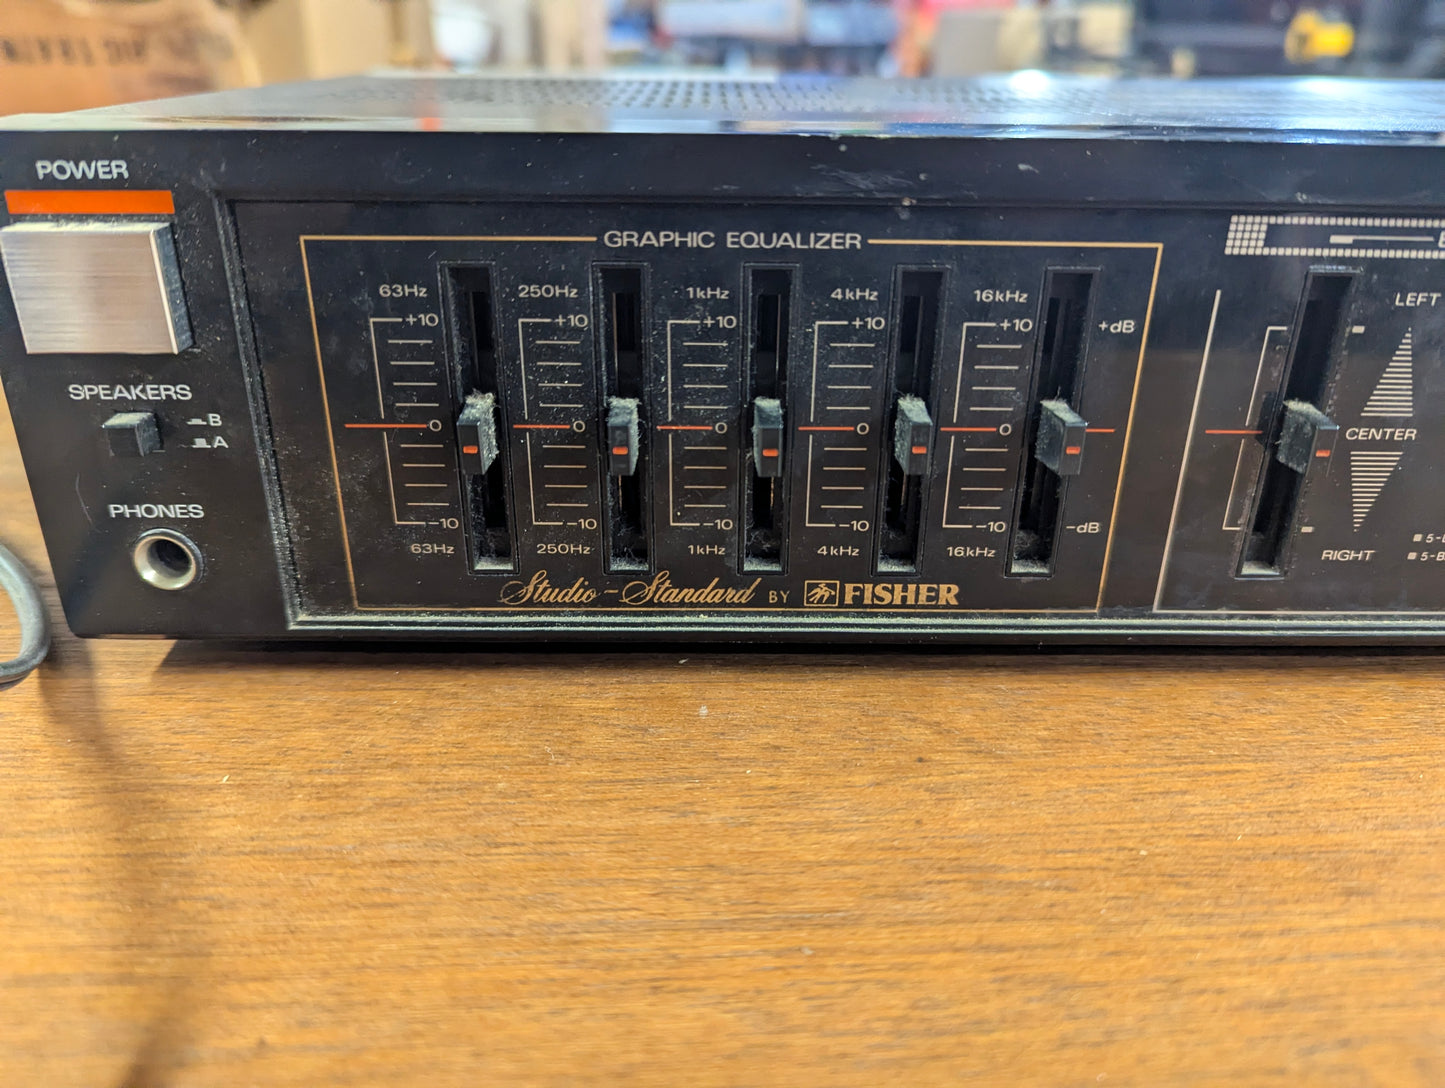 POWER
GRAPHIC EQUALIZER
63Hz 250Hz 1kHz 4kHz 16kHz
+10 +10 +10 +10 +10 +dB
LEFT
SPEAKERS
B
A
0 0 0 0 0
CENTER
PHONES
-10 -10 -10 -10 -10 -dB
63Hz 250Hz 1kHz 4kHz 16kHz
RIGHT
Studio-Standard BY FISHER